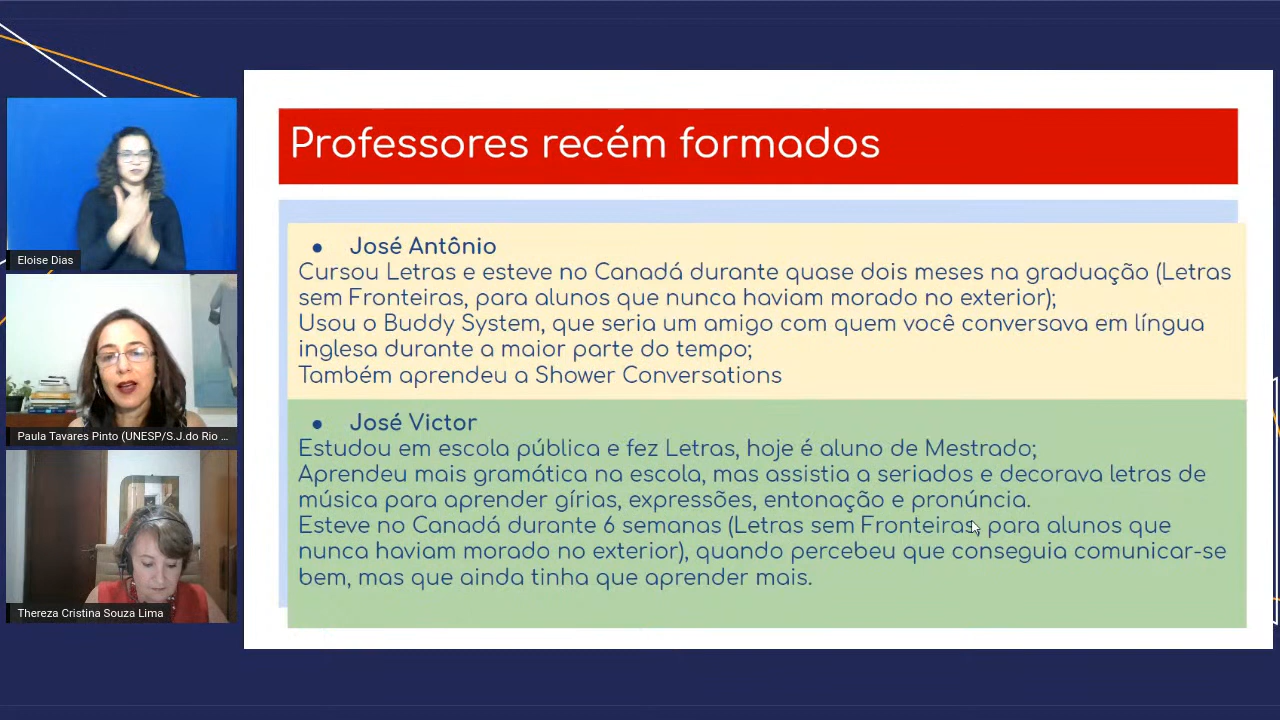 Professores recém formados
● José Antônio
Cursou Letras e esteve no Canadá durante quase dois meses na graduação (Letras
sem Fronteiras, para alunos que nunca haviam morado no exterior);
Usou o Buddy System, que seria um amigo com quem você conversava em língua
inglesa durante a maior parte do tempo;
Também aprendeu a Shower Conversations
● José Victor
Estudou em escola pública e fez Letras, hoje é aluno de Mestrado;
Aprendeu mais gramática na escola, mas assistia a seriados e decorava letras de
música para aprender gírias, expressões, entonação e pronúncia.
Esteve no Canadá durante 6 semanas (Letras sem Fronteiras, para alunos que
nunca haviam morado no exterior), quando percebeu que conseguia comunicar-se
bem, mas que ainda tinha que aprender mais.
Eloise Dias
Paula Tavares Pinto (UNESP/S.J.do Rio ...
Thereza Cristina Souza Lima